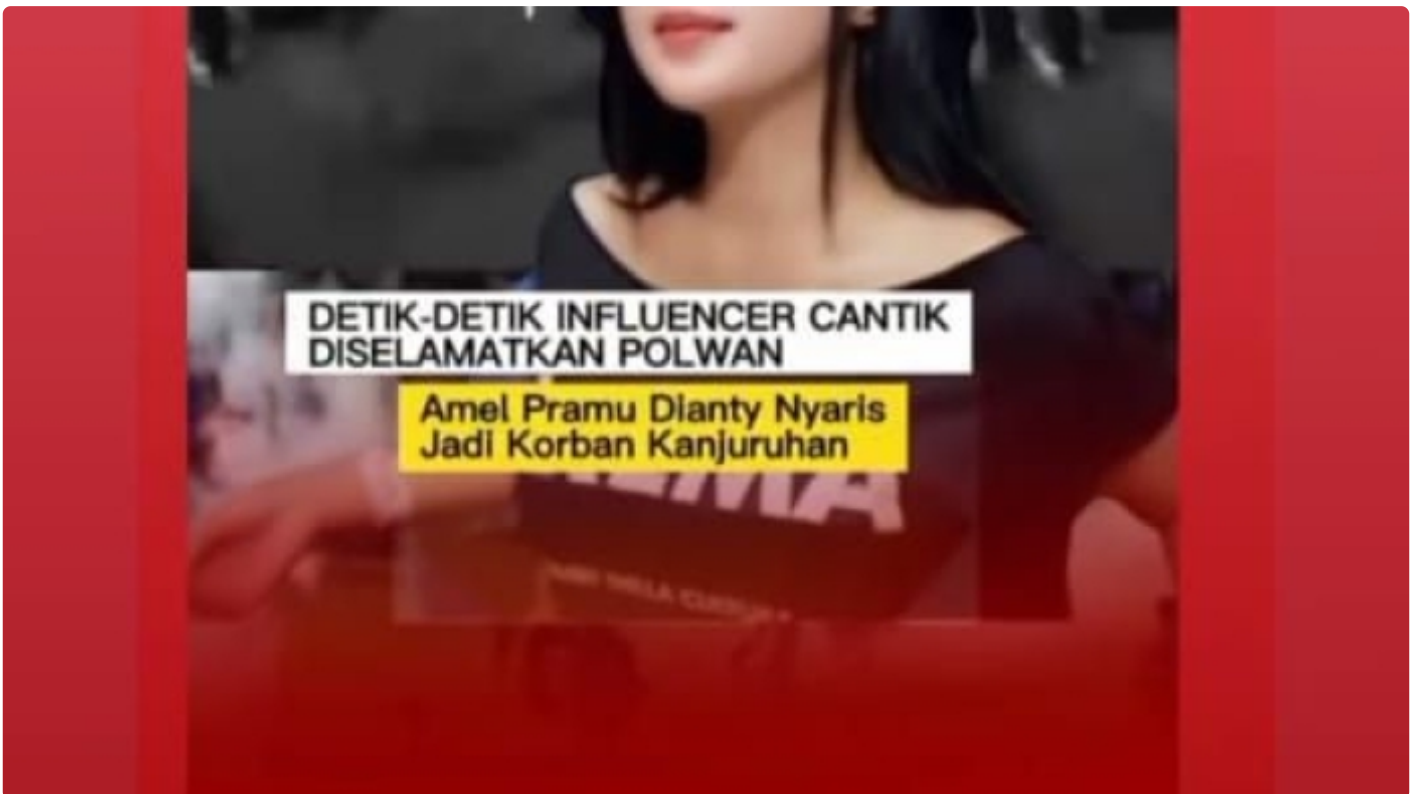 DETIK-DETIK INFLUENCER CANTIK
DISELAMATKAN POLWAN
Amel Pramu Dianty Nyaris
Jadi Korban Kanjuruhan